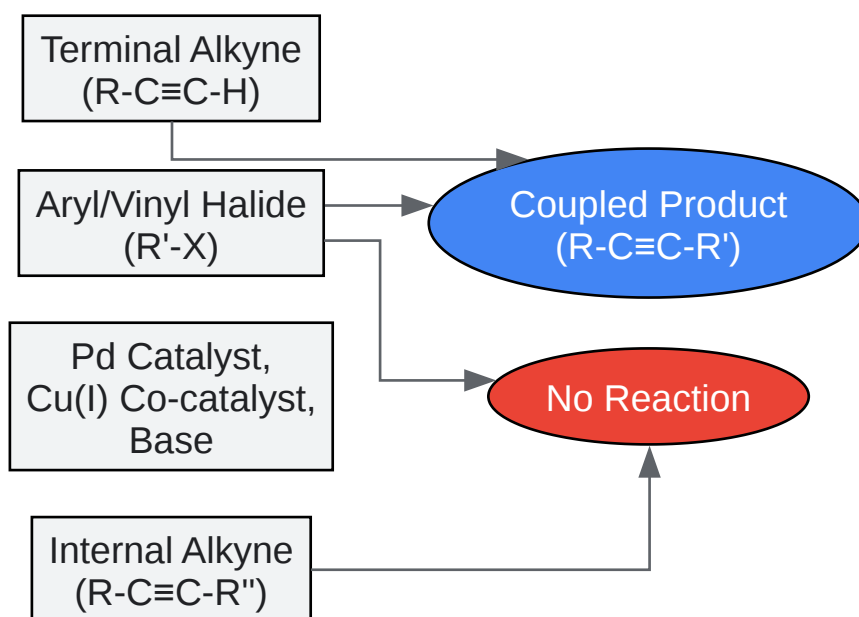 Terminal Alkyne
(R-C≡C-H)
Aryl/Vinyl Halide
(R'-X)
Coupled Product
(R-C≡C-R')
Pd Catalyst,
Cu(I) Co-catalyst,
Base
No Reaction
Internal Alkyne
(R-C≡C-R")